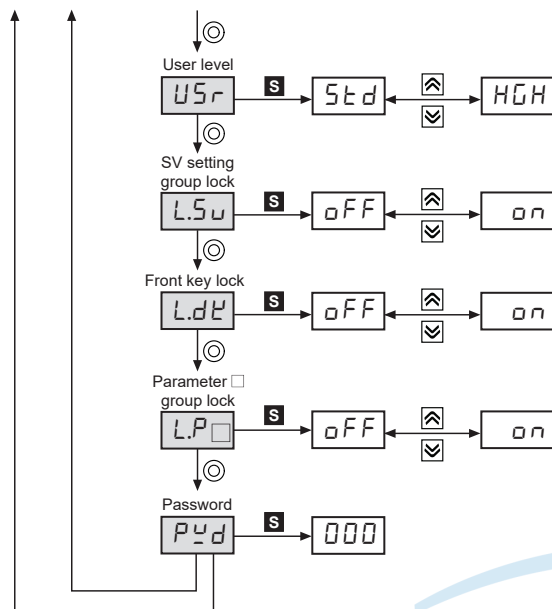 User level
USr S Std HGH
SV setting
group lock
L.Sv S oFF on
Front key lock
L.dK S oFF on
Parameter □
group lock
L.P□ S oFF on
Password
PWd S 000